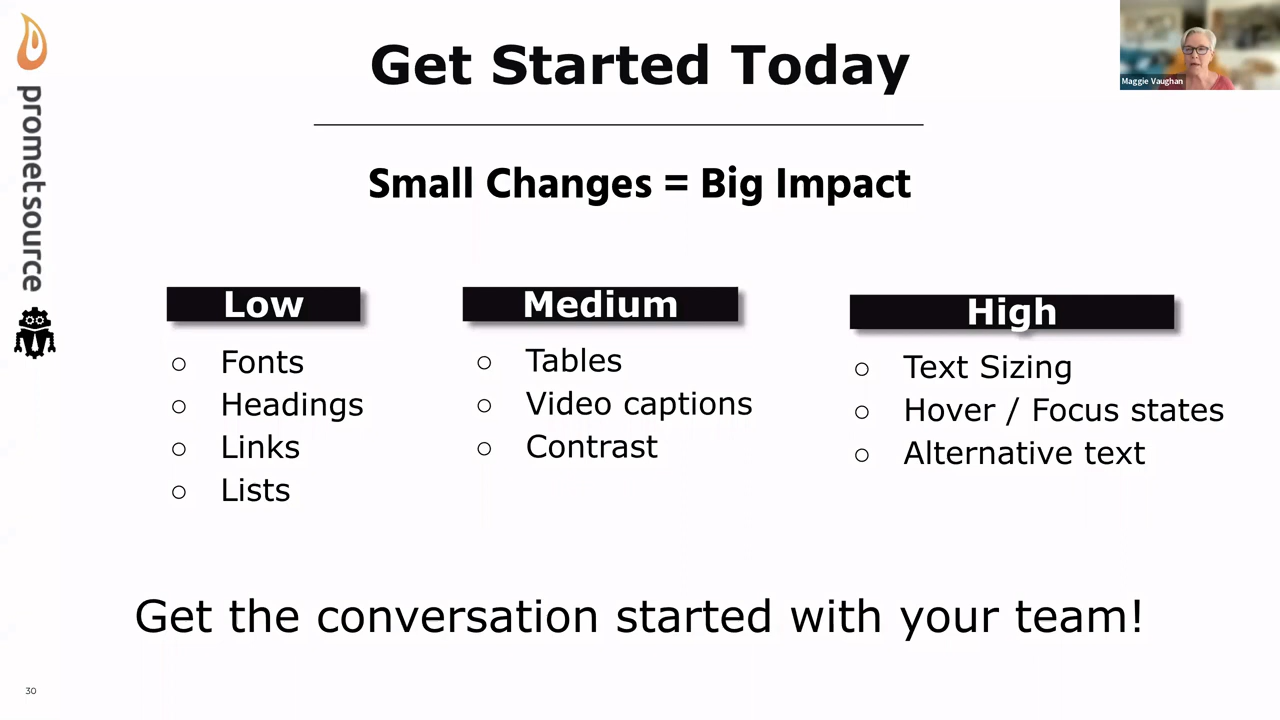 Get Started Today
Maggie Vaughan
prometsource
Small Changes = Big Impact
Low
○ Fonts
○ Headings
○ Links
○ Lists
Medium
○ Tables
○ Video captions
○ Contrast
High
○ Text Sizing
○ Hover / Focus states
○ Alternative text
Get the conversation started with your team!
30